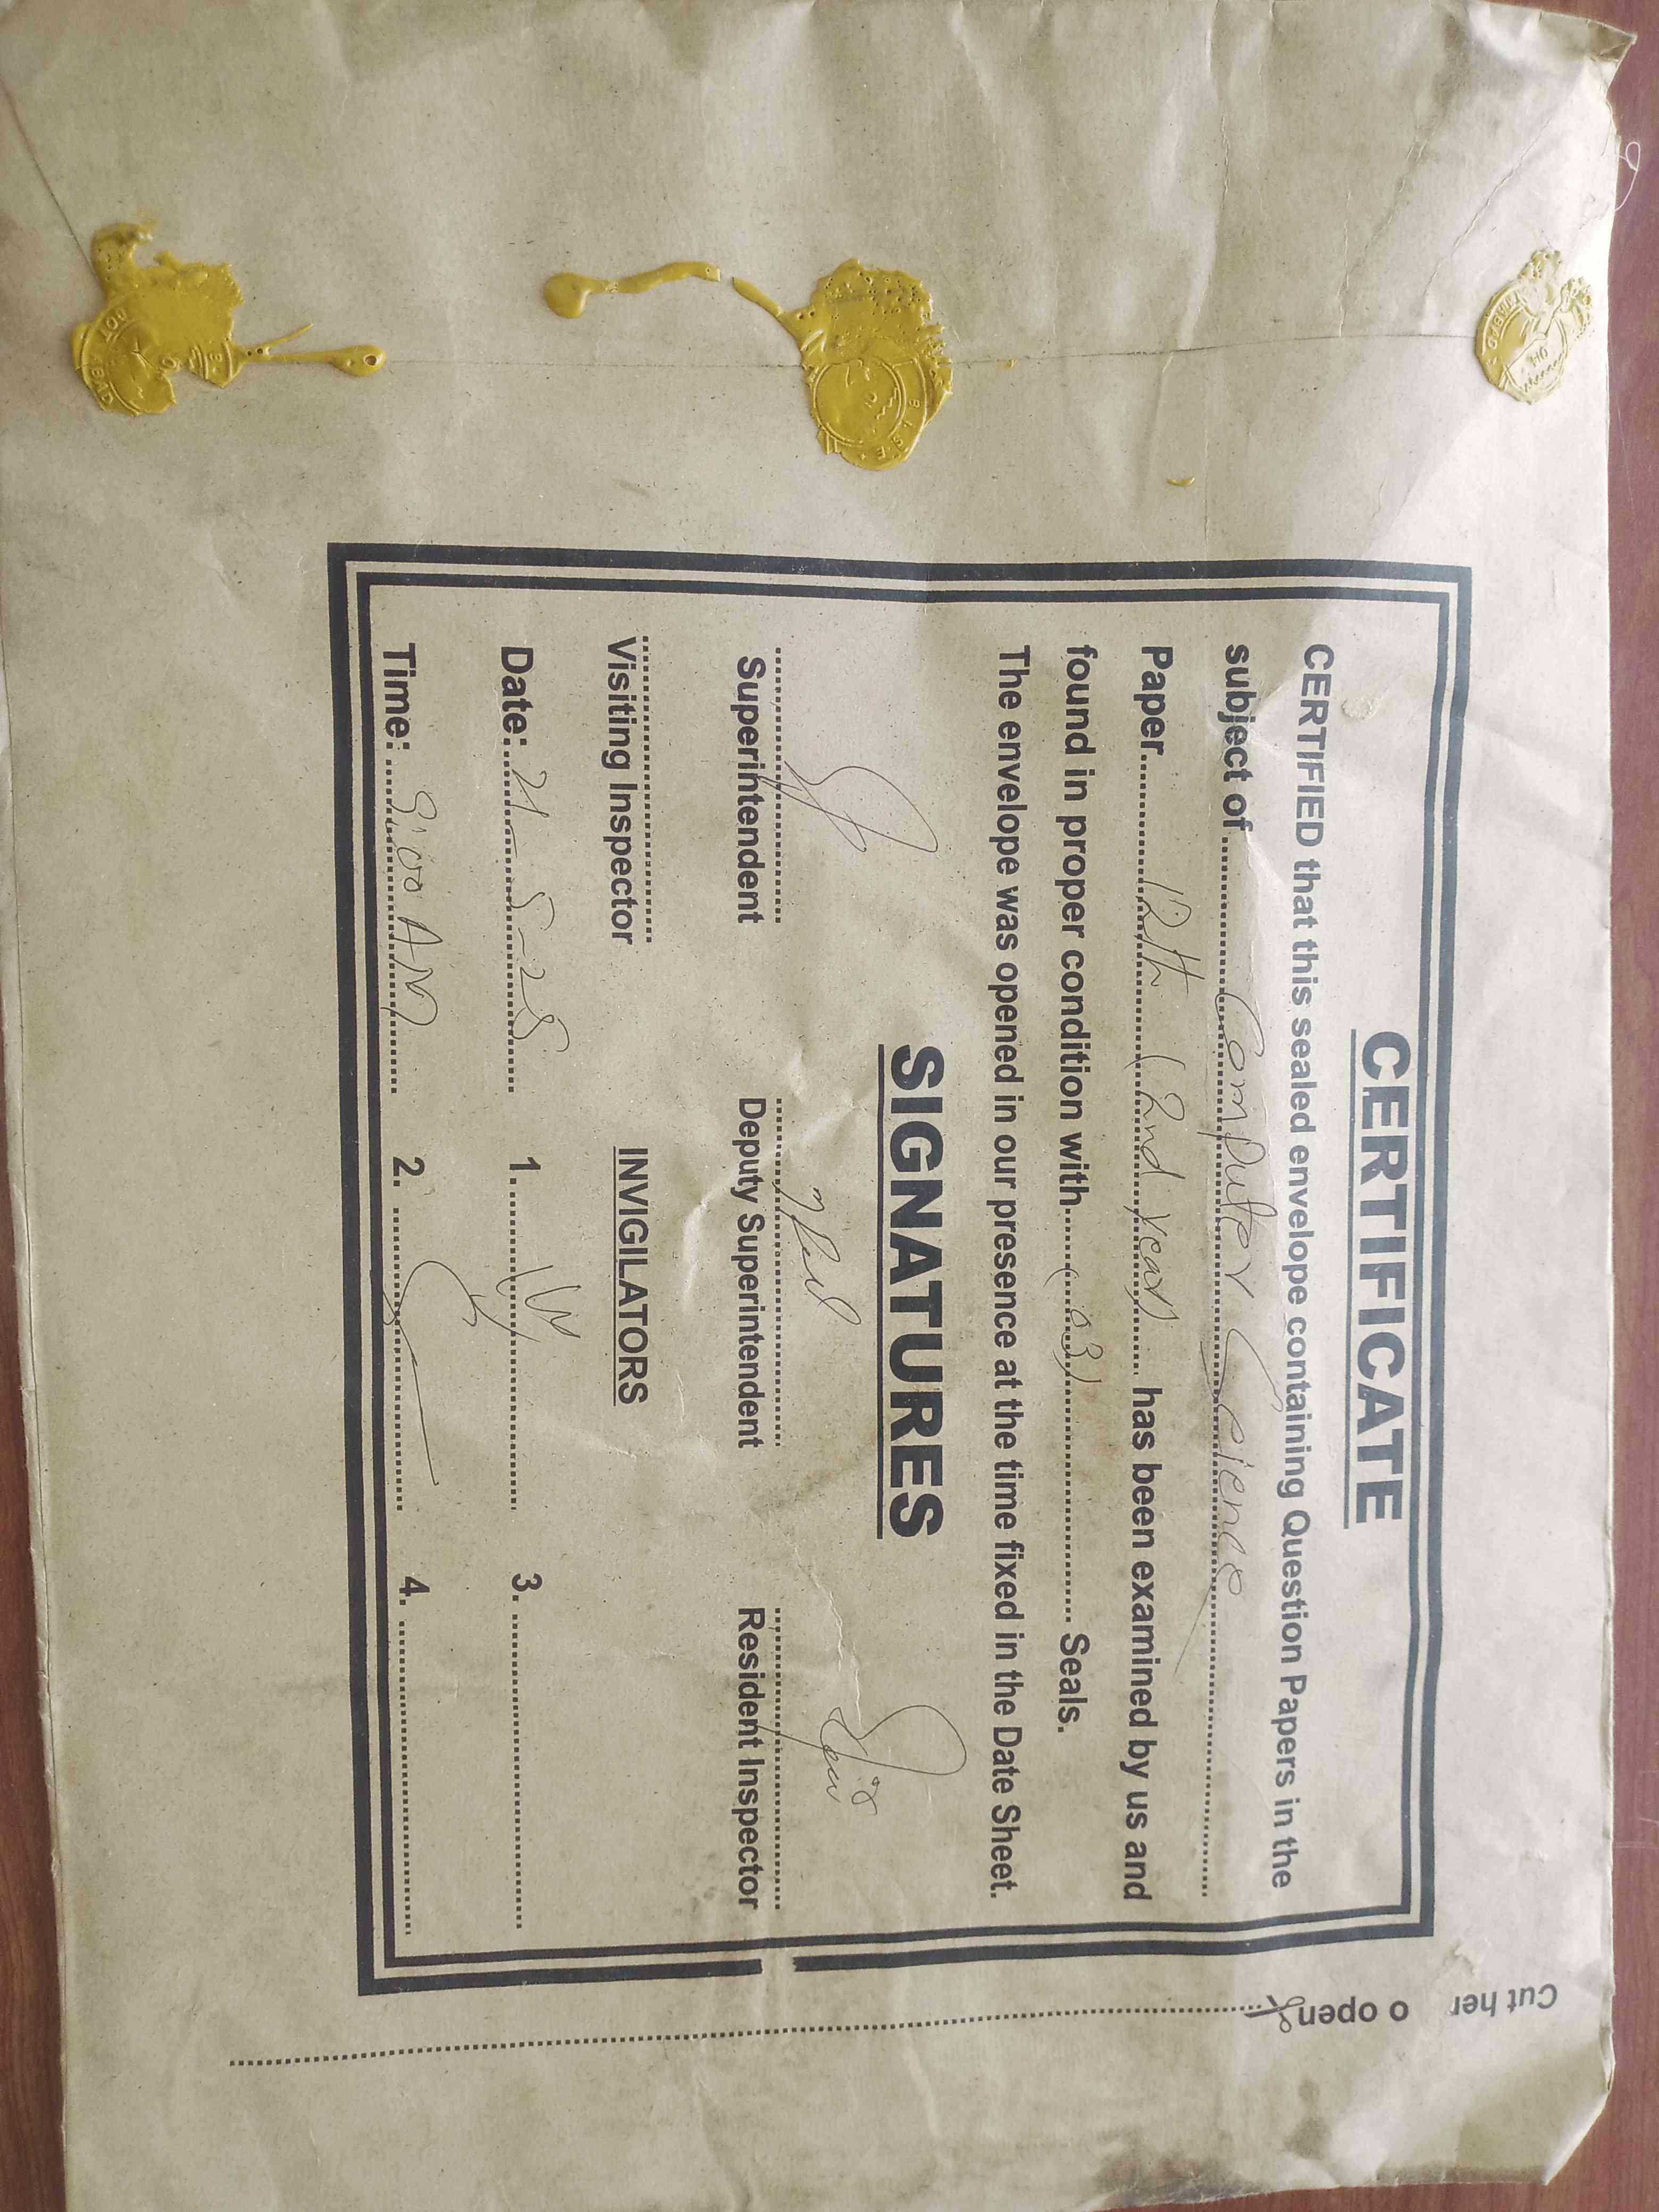 CERTIFICATE
CERTIFIED that this sealed envelope containing Question Papers in the
subject of Computer Science
Paper 12th (2nd year) has been examined by us and
found in proper condition with (03) Seals.
The envelope was opened in our presence at the time fixed in the Date Sheet.
SIGNATURES
Superintendent Deputy Superintendent Resident Inspector
Visiting Inspector INVIGILATORS
Date: 21-5-25 1. 3.
Time: 9:00 AM 2. 4.
Cut her o open
B I S E